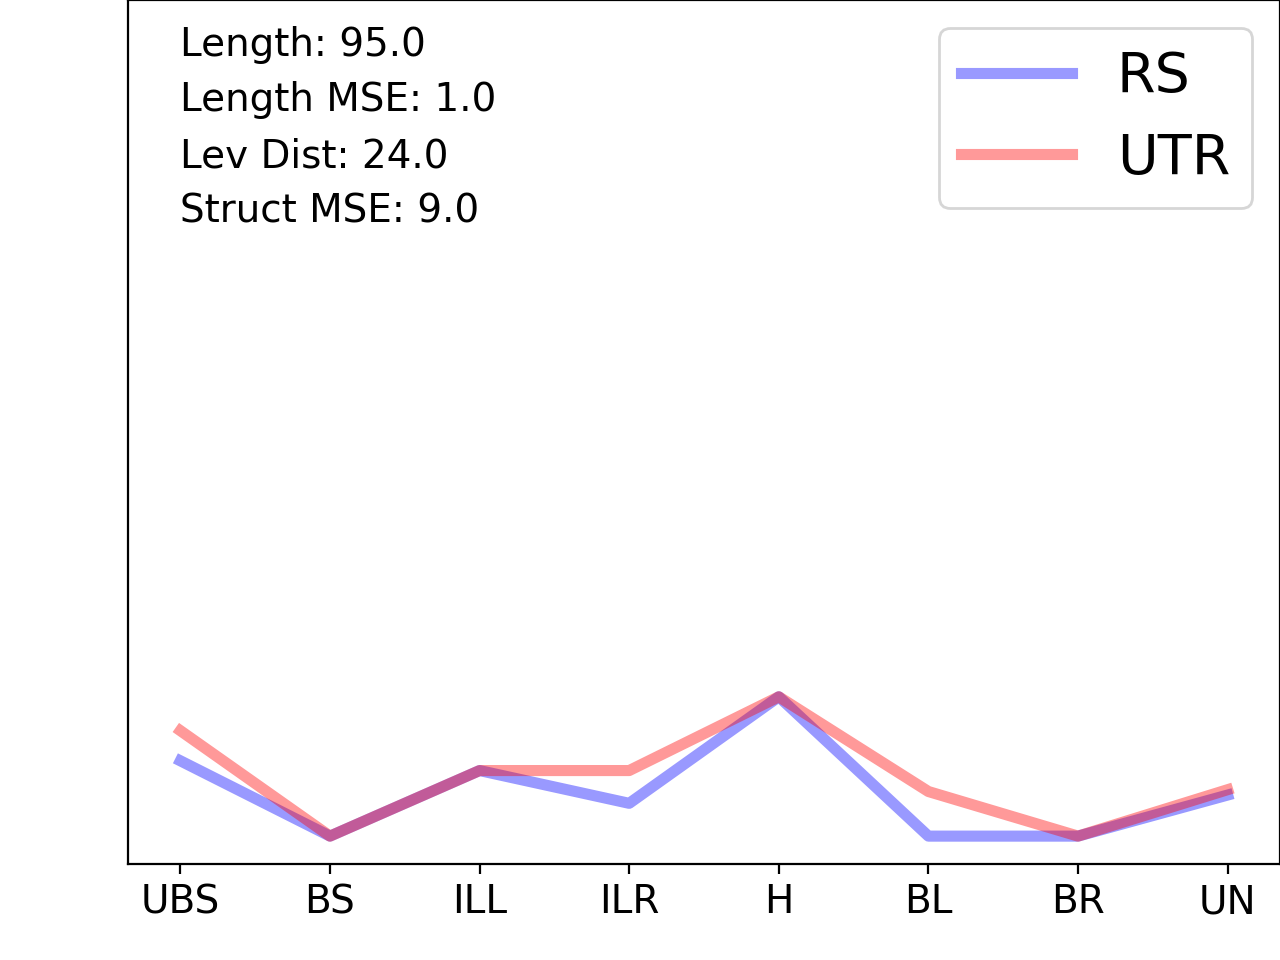 Length: 95.0
Length MSE: 1.0
Lev Dist: 24.0
Struct MSE: 9.0
RS
UTR
UBS BS ILL ILR H BL BR UN